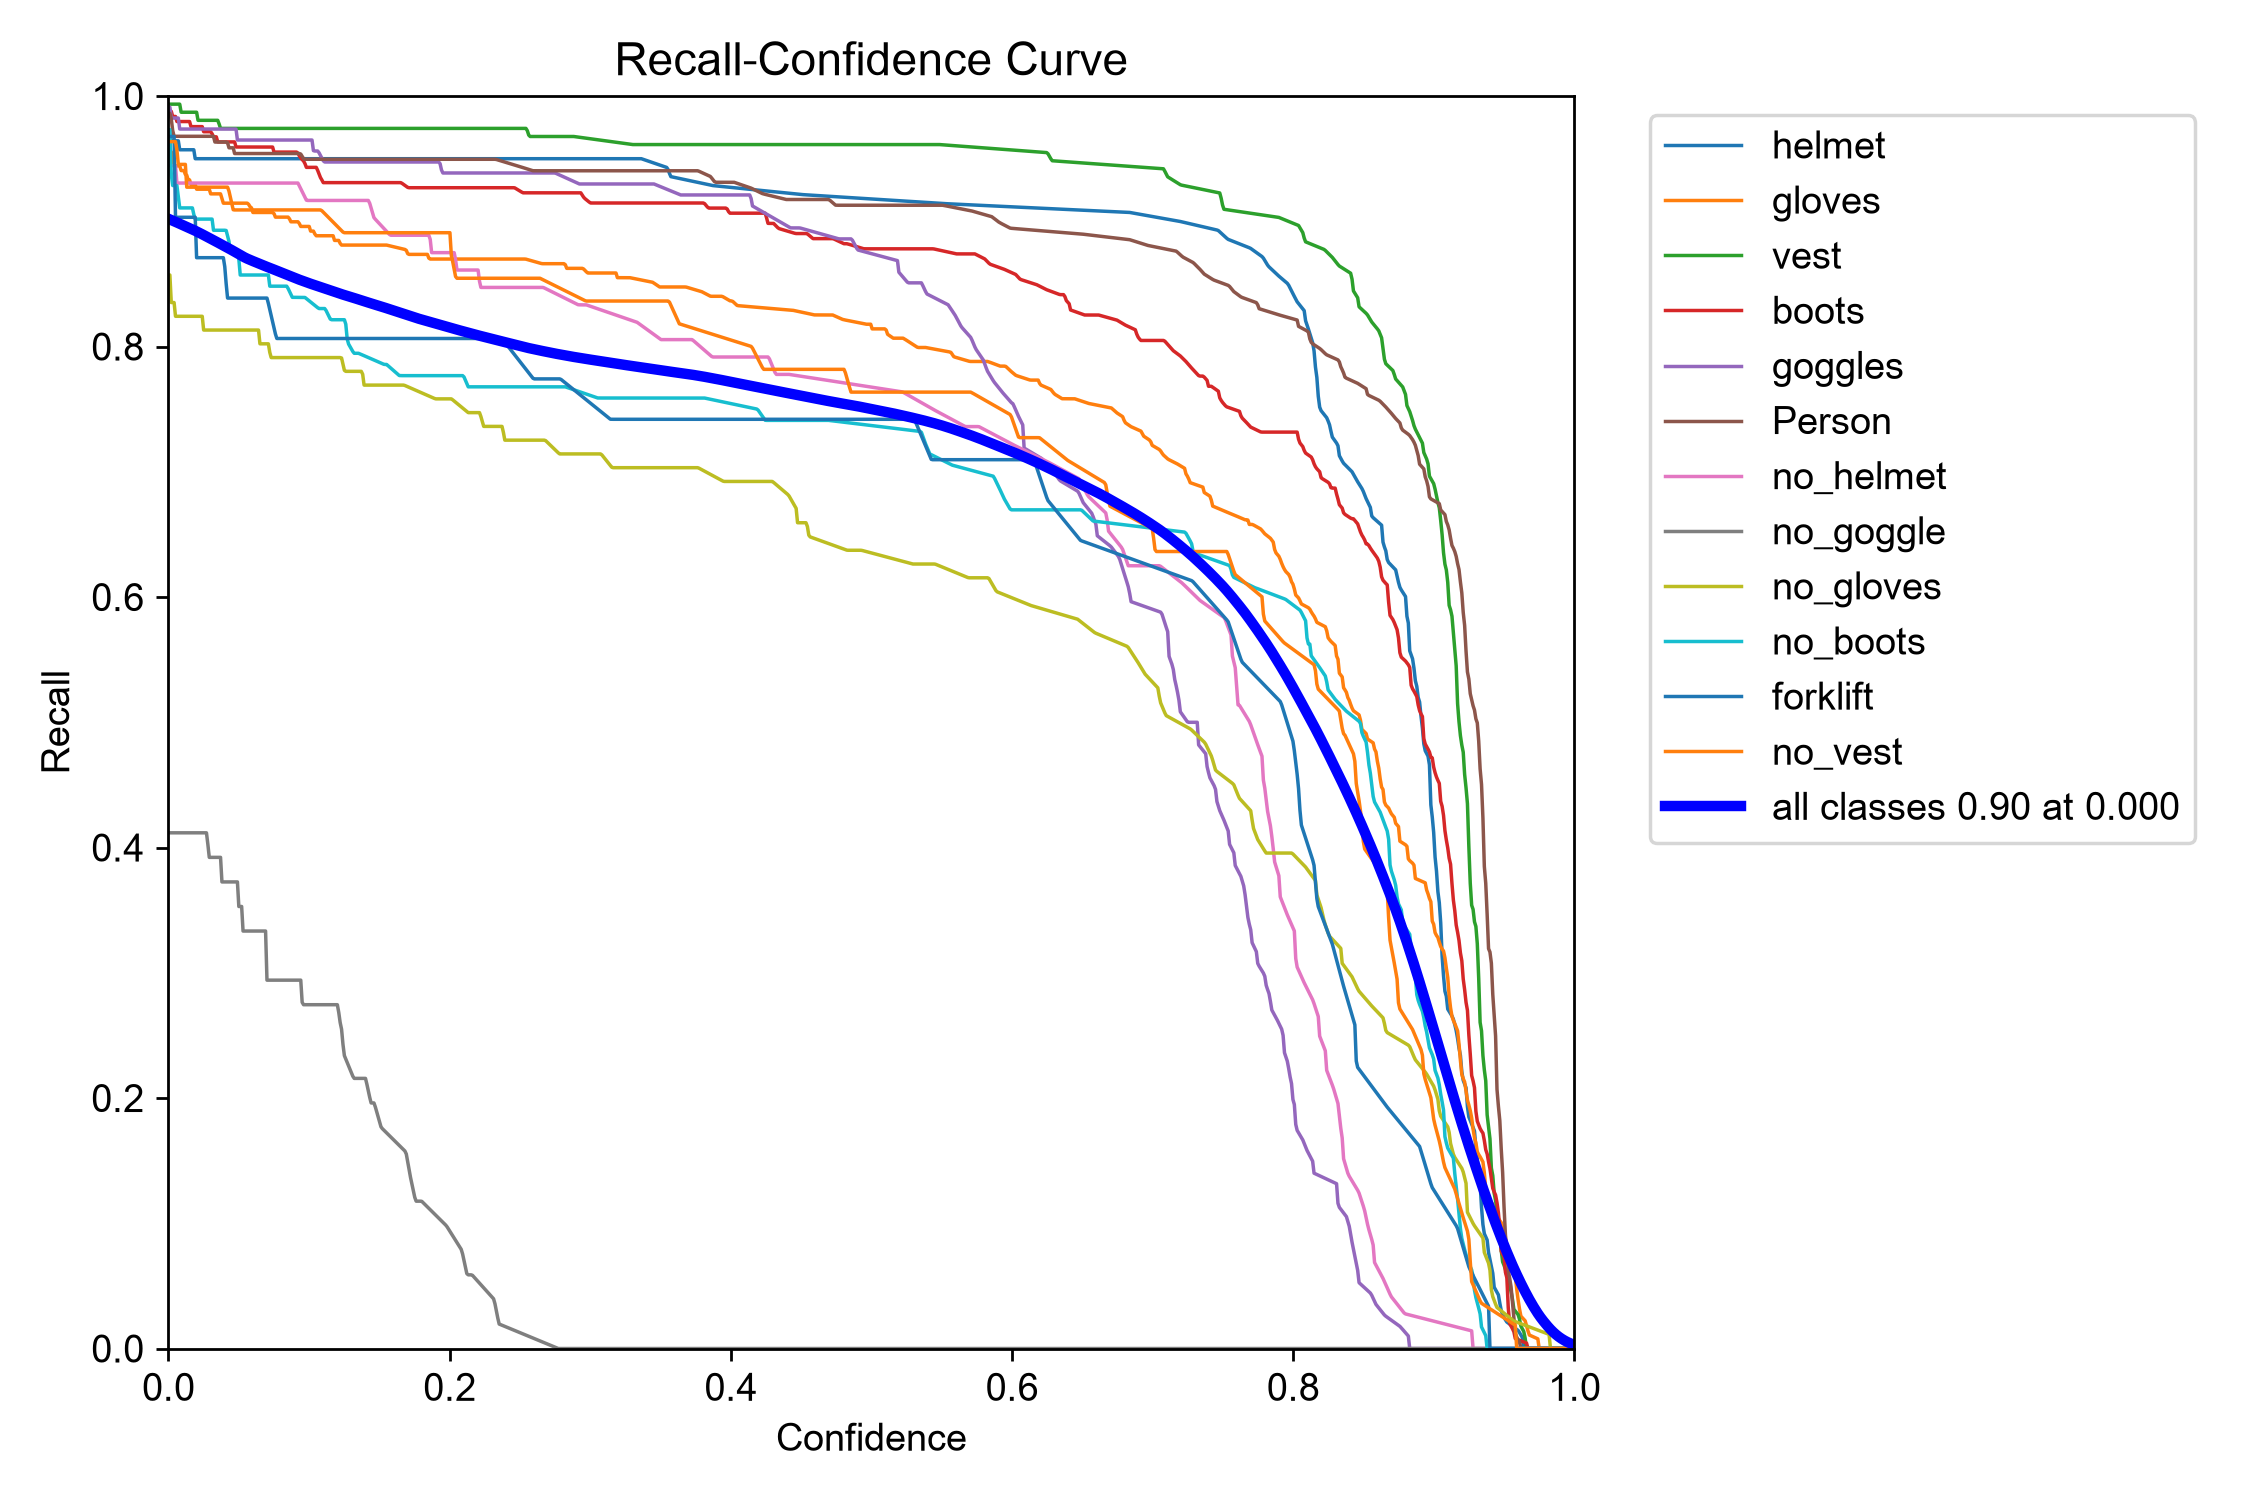 Recall-Confidence Curve
1.0
0.8
0.6
0.4
0.2
0.0
Recall
0.0 0.2 0.4 0.6 0.8 1.0
Confidence
helmet
gloves
vest
boots
goggles
Person
no_helmet
no_goggle
no_gloves
no_boots
forklift
no_vest
all classes 0.90 at 0.000